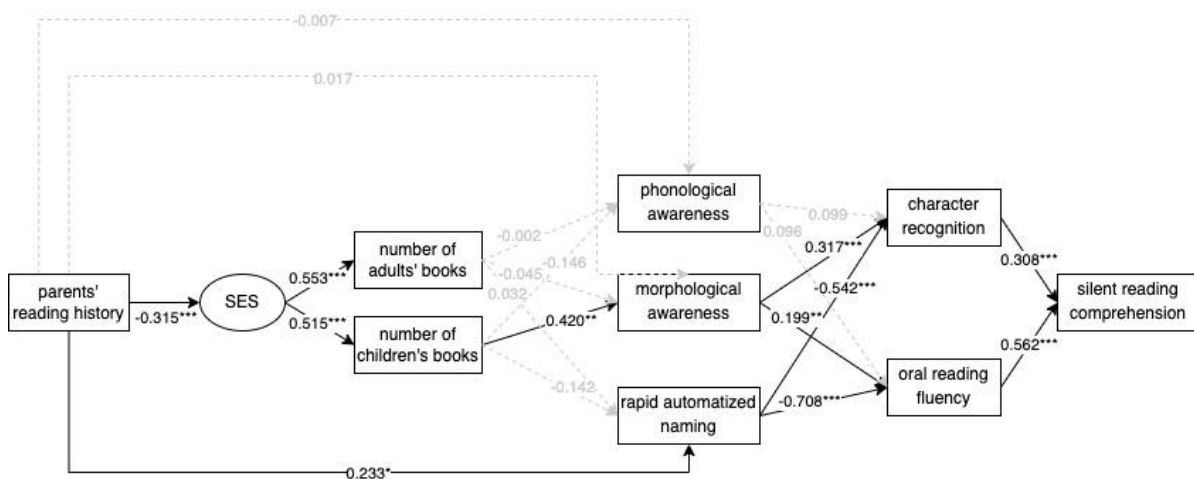 -0.007
0.017
phonological
awareness
character
recognition
0.099
0.096
number of
adults' books
-0.002
-0.146
-0.045
0.032
0.317***
0.308***
parents'
reading history
-0.315***
SES
0.553***
0.515***
morphological
awareness
-0.542***
0.199**
silent reading
comprehension
number of
children's books
0.420**
0.562***
-0.142
rapid automatized
naming
-0.708***
oral reading
fluency
0.233*